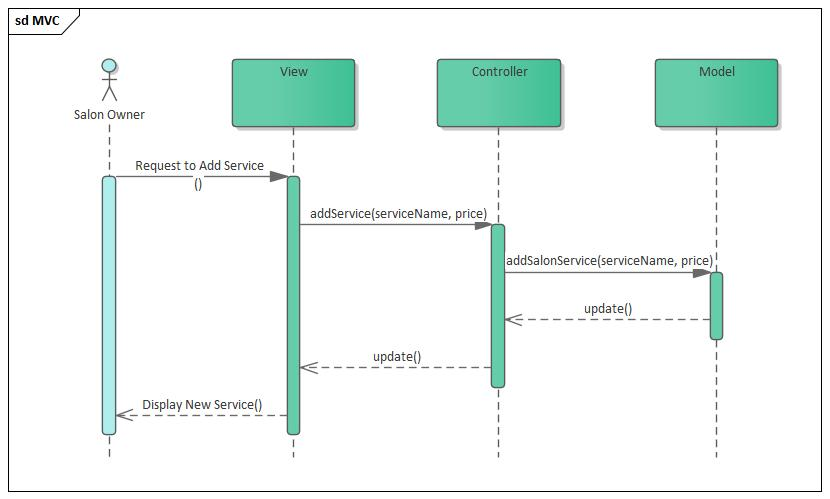 sd MVC
View
Controller
Model
Salon Owner
Request to Add Service
()
addService(serviceName, price)
addSalonService(serviceName, price)
update()
update()
Display New Service()